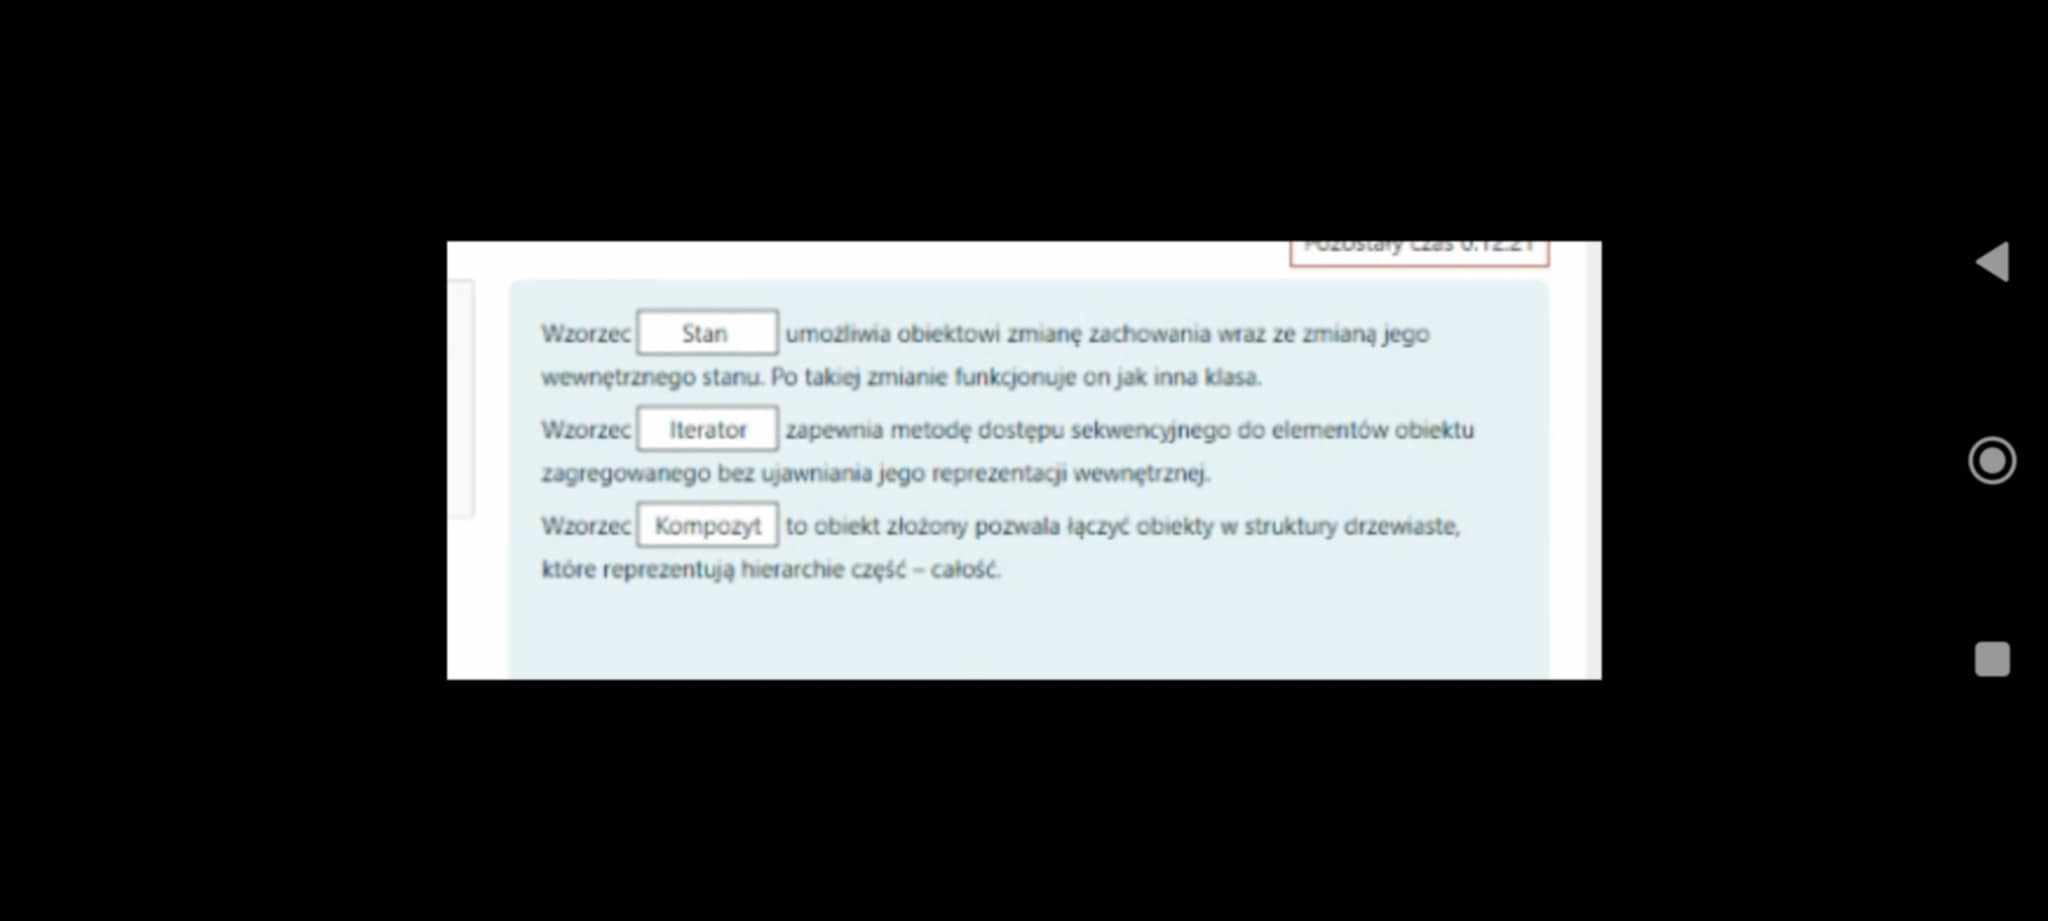 Pozostały czas 0:12:21
Wzorzec Stan umożliwia obiektowi zmianę zachowania wraz ze zmianą jego
wewnętrznego stanu. Po takiej zmianie funkcjonuje on jak inna klasa.
Wzorzec Iterator zapewnia metodę dostępu sekwencyjnego do elementów obiektu
zagregowanego bez ujawniania jego reprezentacji wewnętrznej.
Wzorzec Kompozyt to obiekt złożony pozwala łączyć obiekty w struktury drzewiaste,
które reprezentują hierarchie część – całość.